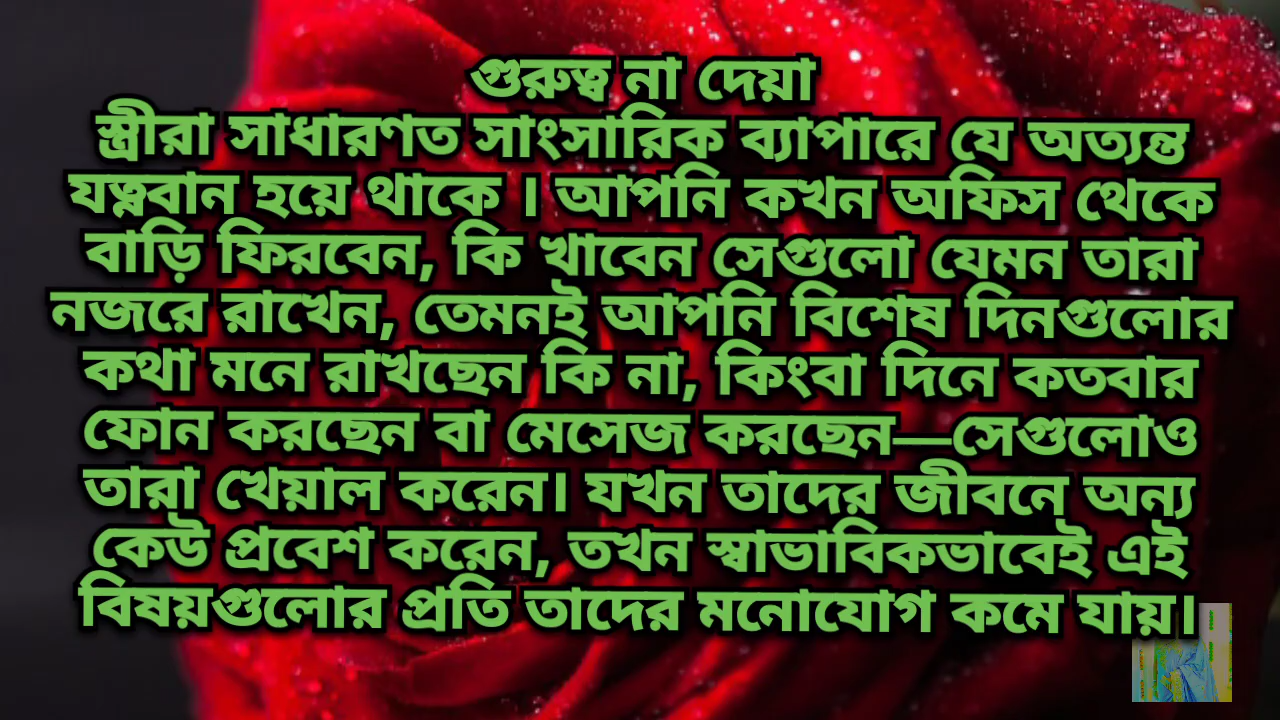 গুরুত্ব না দেয়া
স্ত্রীরা সাধারণত সাংসারিক ব্যাপারে যে অত্যন্ত
যত্নবান হয়ে থাকে । আপনি কখন অফিস থেকে
বাড়ি ফিরবেন, কি খাবেন সেগুলো যেমন তারা
নজরে রাখেন, তেমনই আপনি বিশেষ দিনগুলোর
কথা মনে রাখছেন কি না, কিংবা দিনে কতবার
ফোন করছেন বা মেসেজ করছেন—সেগুলোও
তারা খেয়াল করেন। যখন তাদের জীবনে অন্য
কেউ প্রবেশ করেন, তখন স্বাভাবিকভাবেই এই
বিষয়গুলোর প্রতি তাদের মনোযোগ কমে যায়।